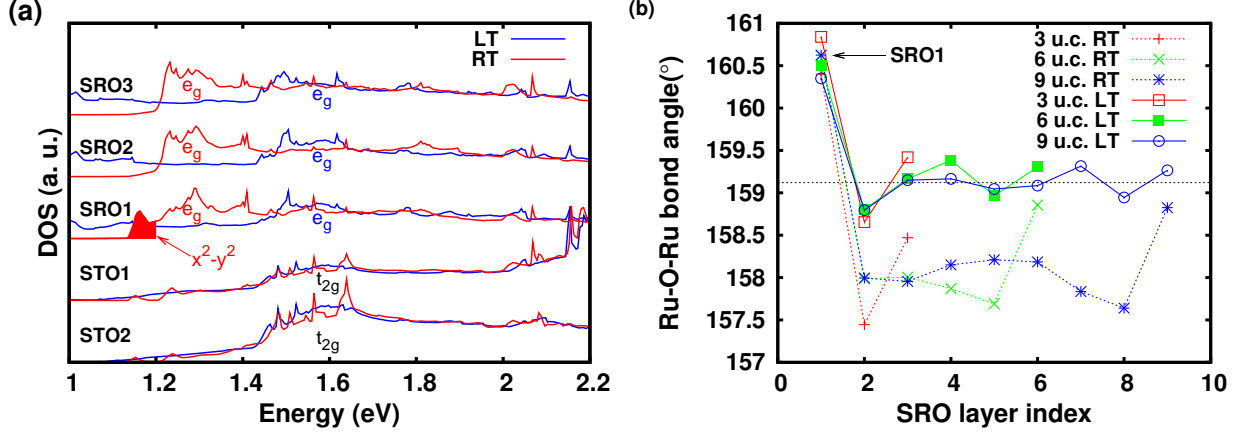 (a)
DOS (a. u.)
LT
RT
SRO3
e_g
e_g
SRO2
e_g
e_g
SRO1
e_g
e_g
x²-y²
STO1
t_2g
STO2
t_2g
1 1.2 1.4 1.6 1.8 2 2.2
Energy (eV)
(b)
Ru-O-Ru bond angle(°)
161
160.5
160
159.5
159
158.5
158
157.5
157
SRO1
3 u.c. RT
6 u.c. RT
9 u.c. RT
3 u.c. LT
6 u.c. LT
9 u.c. LT
0 2 4 6 8 10
SRO layer index